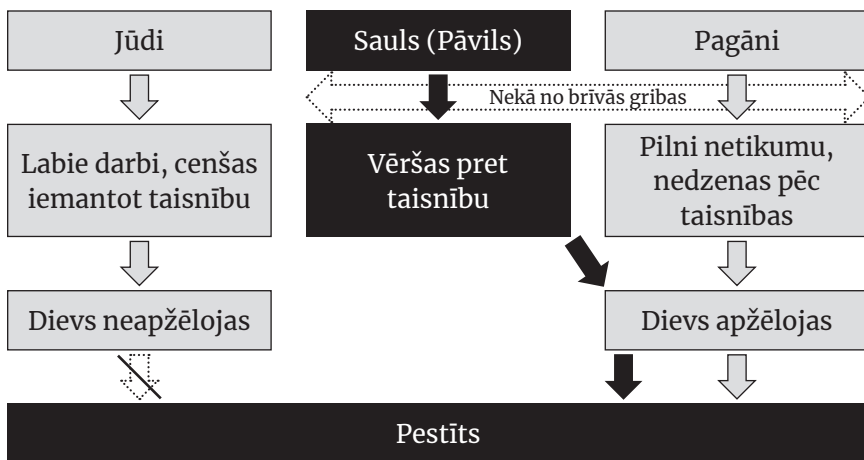 Jūdi
Sauls (Pāvils)
Pagāni
Nekā no brīvās gribas
Labie darbi, cenšas
iemantot taisnību
Vēršas pret
taisnību
Pilni netikumu,
nedzenas pēc
taisnības
Dievs neapžēlojas
Dievs apžēlojas
Pestīts